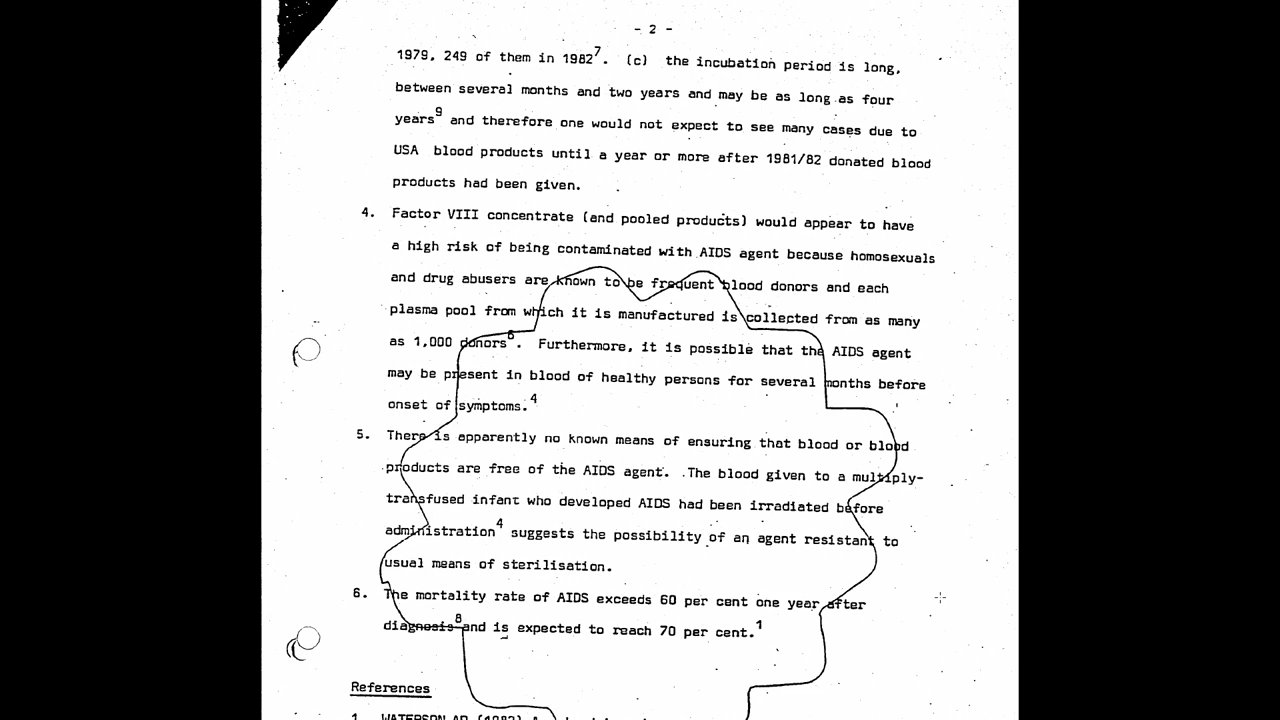 - 2 -
1979, 249 of them in 1982⁷. (c) the incubation period is long,
between several months and two years and may be as long as four
years⁹ and therefore one would not expect to see many cases due to
USA blood products until a year or more after 1981/82 donated blood
products had been given.
4. Factor VIII concentrate (and pooled products) would appear to have
a high risk of being contaminated with AIDS agent because homosexuals
and drug abusers are known to be frequent blood donors and each
plasma pool from which it is manufactured is collected from as many
as 1,000 donors⁶. Furthermore, it is possible that the AIDS agent
may be present in blood of healthy persons for several months before
onset of symptoms.⁴
5. There is apparently no known means of ensuring that blood or blood
products are free of the AIDS agent. The blood given to a multiply-
transfused infant who developed AIDS had been irradiated before
administration⁴ suggests the possibility of an agent resistant to
usual means of sterilisation.
6. The mortality rate of AIDS exceeds 60 per cent one year after
diagnosis⁸ and is expected to reach 70 per cent.¹
References
1. WATERSON AP (1982)